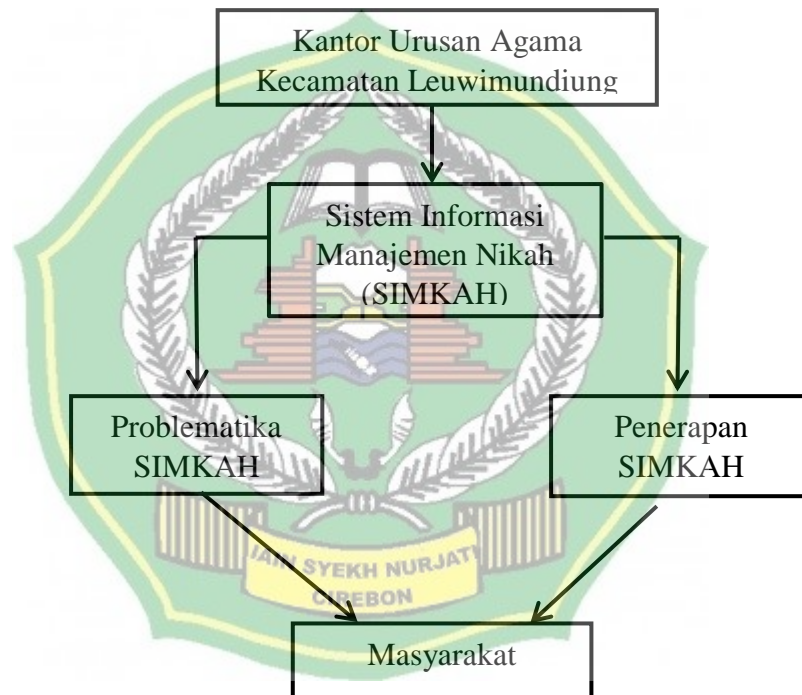 Kantor Urusan Agama
Kecamatan Leuwimundiung
Sistem Informasi
Manajemen Nikah
(SIMKAH)
Problematika
SIMKAH
Penerapan
SIMKAH
IAIN SYEKH NURJATI
CIREBON
Masyarakat